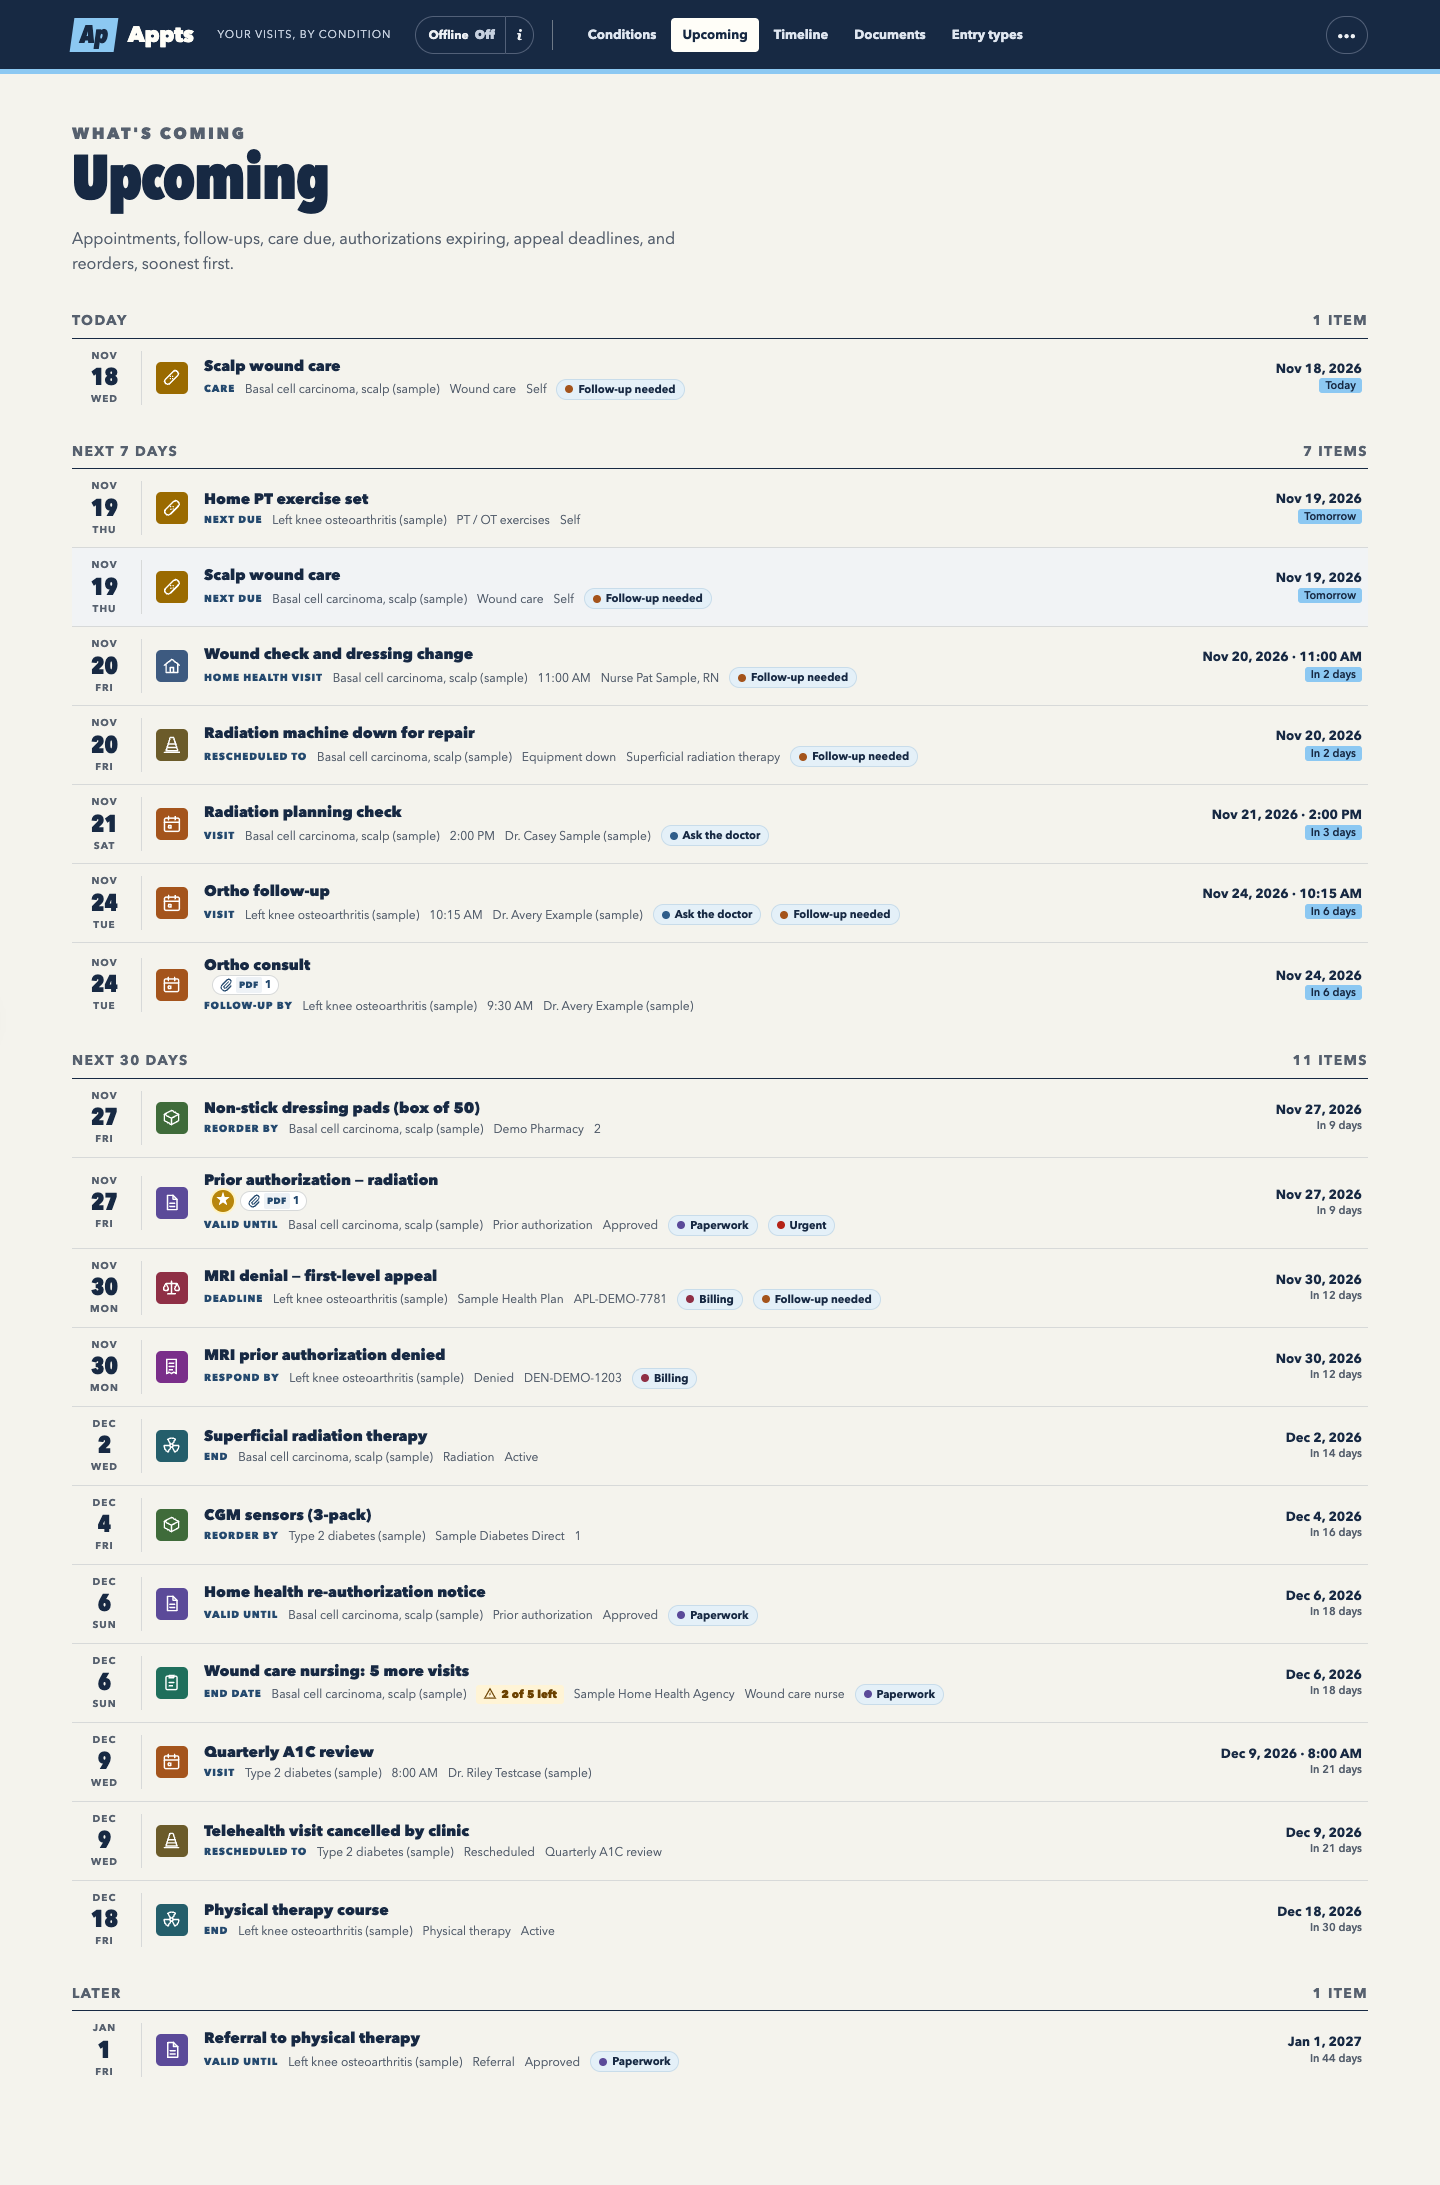 Ap Appts YOUR VISITS, BY CONDITION Offline Off i Conditions Upcoming Timeline Documents Entry types
WHAT'S COMING
Upcoming
Appointments, follow-ups, care due, authorizations expiring, appeal deadlines, and
reorders, soonest first.
TODAY 1 ITEM
NOV 18 WED
Scalp wound care
CARE Basal cell carcinoma, scalp (sample) Wound care Self Follow-up needed
Nov 18, 2026
Today
NEXT 7 DAYS 7 ITEMS
NOV 19 THU
Home PT exercise set
NEXT DUE Left knee osteoarthritis (sample) PT / OT exercises Self
Nov 19, 2026
Tomorrow
NOV 19 THU
Scalp wound care
NEXT DUE Basal cell carcinoma, scalp (sample) Wound care Self Follow-up needed
Nov 19, 2026
Tomorrow
NOV 20 FRI
Wound check and dressing change
HOME HEALTH VISIT Basal cell carcinoma, scalp (sample) 11:00 AM Nurse Pat Sample, RN Follow-up needed
Nov 20, 2026 · 11:00 AM
In 2 days
NOV 20 FRI
Radiation machine down for repair
RESCHEDULED TO Basal cell carcinoma, scalp (sample) Equipment down Superficial radiation therapy Follow-up needed
Nov 20, 2026
In 2 days
NOV 21 SAT
Radiation planning check
VISIT Basal cell carcinoma, scalp (sample) 2:00 PM Dr. Casey Sample (sample) Ask the doctor
Nov 21, 2026 · 2:00 PM
In 3 days
NOV 24 TUE
Ortho follow-up
VISIT Left knee osteoarthritis (sample) 10:15 AM Dr. Avery Example (sample) Ask the doctor Follow-up needed
Nov 24, 2026 · 10:15 AM
In 6 days
NOV 24 TUE
Ortho consult
PDF 1
FOLLOW-UP BY Left knee osteoarthritis (sample) 9:30 AM Dr. Avery Example (sample)
Nov 24, 2026
In 6 days
NEXT 30 DAYS 11 ITEMS
NOV 27 FRI
Non-stick dressing pads (box of 50)
REORDER BY Basal cell carcinoma, scalp (sample) Demo Pharmacy 2
Nov 27, 2026
In 9 days
NOV 27 FRI
Prior authorization – radiation
PDF 1
VALID UNTIL Basal cell carcinoma, scalp (sample) Prior authorization Approved Paperwork Urgent
Nov 27, 2026
In 9 days
NOV 30 MON
MRI denial – first-level appeal
DEADLINE Left knee osteoarthritis (sample) Sample Health Plan APL-DEMO-7781 Billing Follow-up needed
Nov 30, 2026
In 12 days
NOV 30 MON
MRI prior authorization denied
RESPOND BY Left knee osteoarthritis (sample) Denied DEN-DEMO-1203 Billing
Nov 30, 2026
In 12 days
DEC 2 WED
Superficial radiation therapy
END Basal cell carcinoma, scalp (sample) Radiation Active
Dec 2, 2026
In 14 days
DEC 4 FRI
CGM sensors (3-pack)
REORDER BY Type 2 diabetes (sample) Sample Diabetes Direct 1
Dec 4, 2026
In 16 days
DEC 6 SUN
Home health re-authorization notice
VALID UNTIL Basal cell carcinoma, scalp (sample) Prior authorization Approved Paperwork
Dec 6, 2026
In 18 days
DEC 6 SUN
Wound care nursing: 5 more visits
END DATE Basal cell carcinoma, scalp (sample) 2 of 5 left Sample Home Health Agency Wound care nurse Paperwork
Dec 6, 2026
In 18 days
DEC 9 WED
Quarterly A1C review
VISIT Type 2 diabetes (sample) 8:00 AM Dr. Riley Testcase (sample)
Dec 9, 2026 · 8:00 AM
In 21 days
DEC 9 WED
Telehealth visit cancelled by clinic
RESCHEDULED TO Type 2 diabetes (sample) Rescheduled Quarterly A1C review
Dec 9, 2026
In 21 days
DEC 18 FRI
Physical therapy course
END Left knee osteoarthritis (sample) Physical therapy Active
Dec 18, 2026
In 30 days
LATER 1 ITEM
JAN 1 FRI
Referral to physical therapy
VALID UNTIL Left knee osteoarthritis (sample) Referral Approved Paperwork
Jan 1, 2027
In 44 days